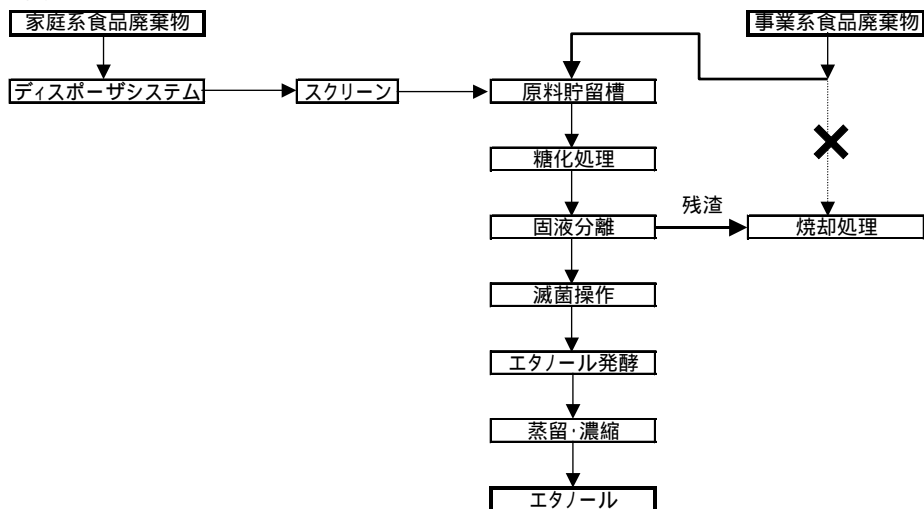 家庭系食品廃棄物
事業系食品廃棄物
ディスポーザシステム
スクリーン
原料貯留槽
糖化処理
残渣
固液分離
焼却処理
滅菌操作
エタノール発酵
蒸留・濃縮
エタノール